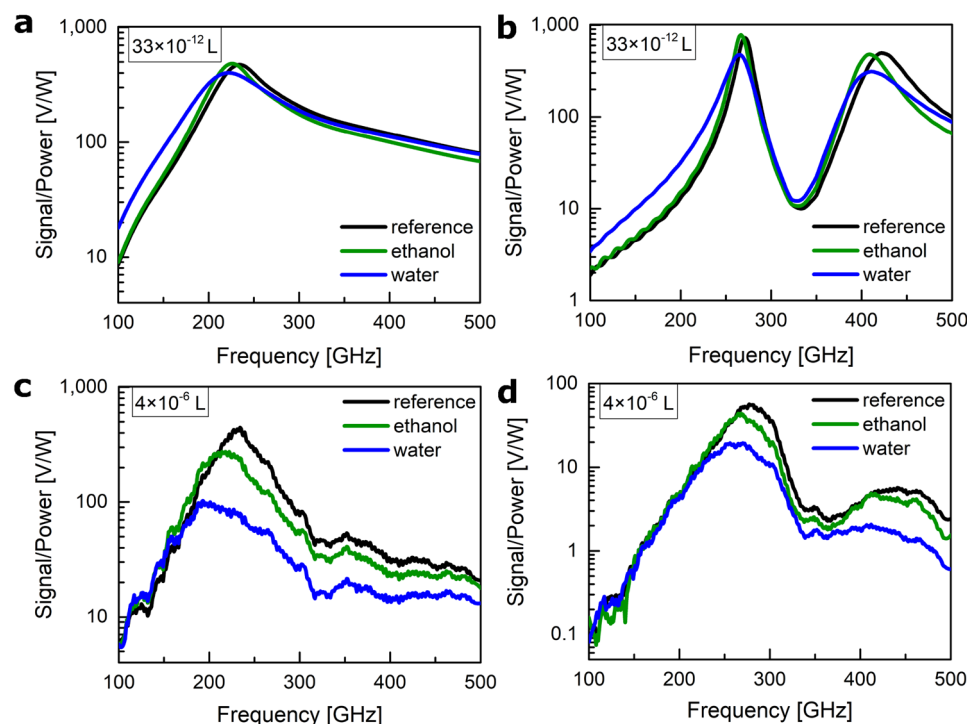 a
1,000
100
10
Signal/Power [V/W]
33×10⁻¹² L
reference
ethanol
water
100 200 300 400 500
Frequency [GHz]
b
1,000
100
10
1
Signal/Power [V/W]
33×10⁻¹² L
reference
ethanol
water
100 200 300 400 500
Frequency [GHz]
c
1,000
100
10
Signal/Power [V/W]
4×10⁻⁶ L
reference
ethanol
water
100 200 300 400 500
Frequency [GHz]
d
100
10
1
0.1
Signal/Power [V/W]
4×10⁻⁶ L
reference
ethanol
water
100 200 300 400 500
Frequency [GHz]